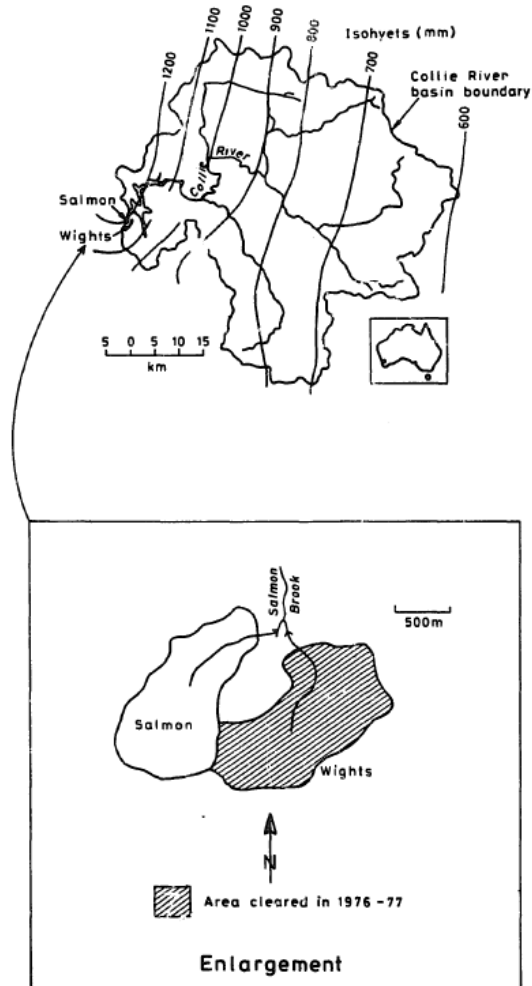 Isohyets (mm)
1200
1100
1000
900
800
700
600
Collie River
basin boundary
Collie
River
Salmon
Wights
5 0 5 10 15
km
Salmon
Brook
500m
Salmon
Wights
N
Area cleared in 1976-77
Enlargement